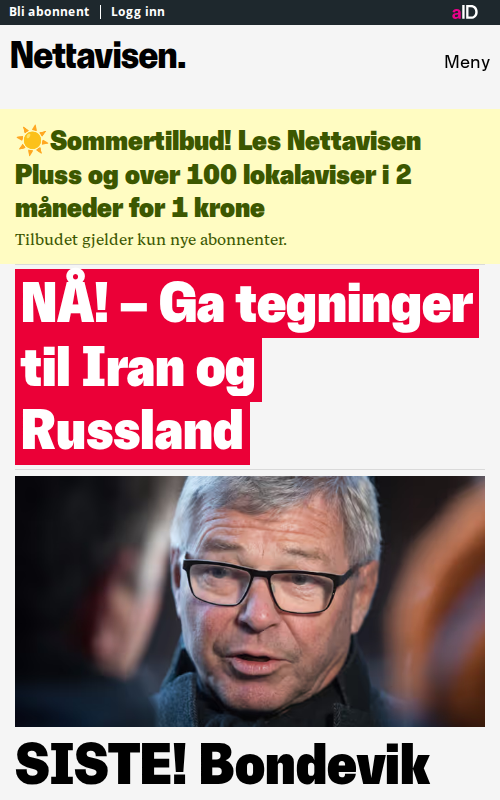 Bli abonnent
Logg inn
aID
Nettavisen.
Meny
Sommertilbud! Les Nettavisen
Pluss og over 100 lokalaviser i 2
måneder for 1 krone
Tilbudet gjelder kun nye abonnenter.
NÅ! – Ga tegninger
til Iran og
Russland
SISTE! Bondevik